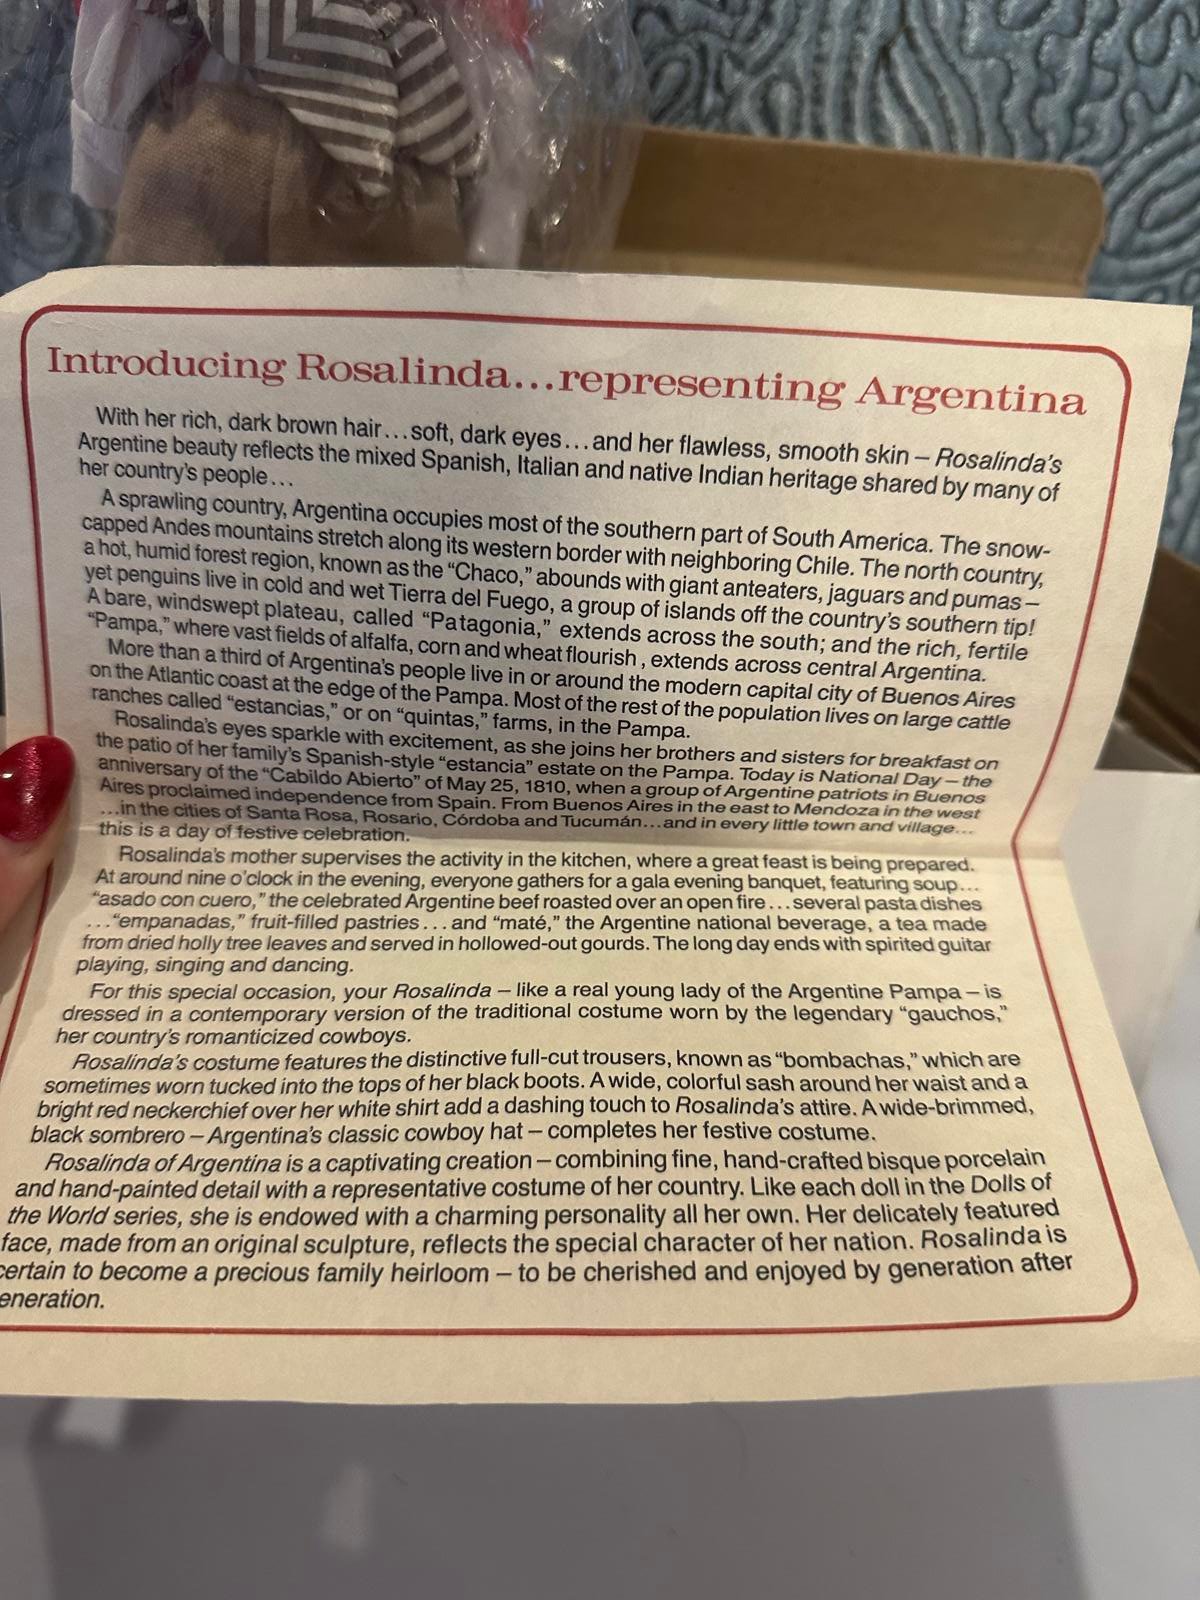 Introducing Rosalinda...representing Argentina
With her rich, dark brown hair...soft, dark eyes...and her flawless, smooth skin – Rosalinda's
Argentine beauty reflects the mixed Spanish, Italian and native Indian heritage shared by many of
her country's people...
A sprawling country, Argentina occupies most of the southern part of South America. The snow-
capped Andes mountains stretch along its western border with neighboring Chile. The north country,
a hot, humid forest region, known as the “Chaco,” abounds with giant anteaters, jaguars and pumas –
yet penguins live in cold and wet Tierra del Fuego, a group of islands off the country's southern tip!
A bare, windswept plateau, called “Patagonia,” extends across the south; and the rich, fertile
“Pampa,” where vast fields of alfalfa, corn and wheat flourish, extends across central Argentina.
More than a third of Argentina's people live in or around the modern capital city of Buenos Aires
on the Atlantic coast at the edge of the Pampa. Most of the rest of the population lives on large cattle
ranches called “estancias,” or on “quintas,” farms, in the Pampa.
Rosalinda's eyes sparkle with excitement, as she joins her brothers and sisters for breakfast on
the patio of her family's Spanish-style “estancia” estate on the Pampa. Today is National Day – the
anniversary of the “Cabildo Abierto” of May 25, 1810, when a group of Argentine patriots in Buenos
Aires proclaimed independence from Spain. From Buenos Aires in the east to Mendoza in the west
...in the cities of Santa Rosa, Rosario, Córdoba and Tucumán...and in every little town and village...
this is a day of festive celebration.
Rosalinda's mother supervises the activity in the kitchen, where a great feast is being prepared.
At around nine o'clock in the evening, everyone gathers for a gala evening banquet, featuring soup...
“asado con cuero,” the celebrated Argentine beef roasted over an open fire...several pasta dishes
...“empanadas,” fruit-filled pastries...and “maté,” the Argentine national beverage, a tea made
from dried holly tree leaves and served in hollowed-out gourds. The long day ends with spirited guitar
playing, singing and dancing.
For this special occasion, your Rosalinda – like a real young lady of the Argentine Pampa – is
dressed in a contemporary version of the traditional costume worn by the legendary “gauchos,”
her country's romanticized cowboys.
Rosalinda's costume features the distinctive full-cut trousers, known as “bombachas,” which are
sometimes worn tucked into the tops of her black boots. A wide, colorful sash around her waist and a
bright red neckerchief over her white shirt add a dashing touch to Rosalinda's attire. A wide-brimmed,
black sombrero – Argentina's classic cowboy hat – completes her festive costume.
Rosalinda of Argentina is a captivating creation – combining fine, hand-crafted bisque porcelain
and hand-painted detail with a representative costume of her country. Like each doll in the Dolls of
the World series, she is endowed with a charming personality all her own. Her delicately featured
face, made from an original sculpture, reflects the special character of her nation. Rosalinda is
certain to become a precious family heirloom – to be cherished and enjoyed by generation after
eneration.